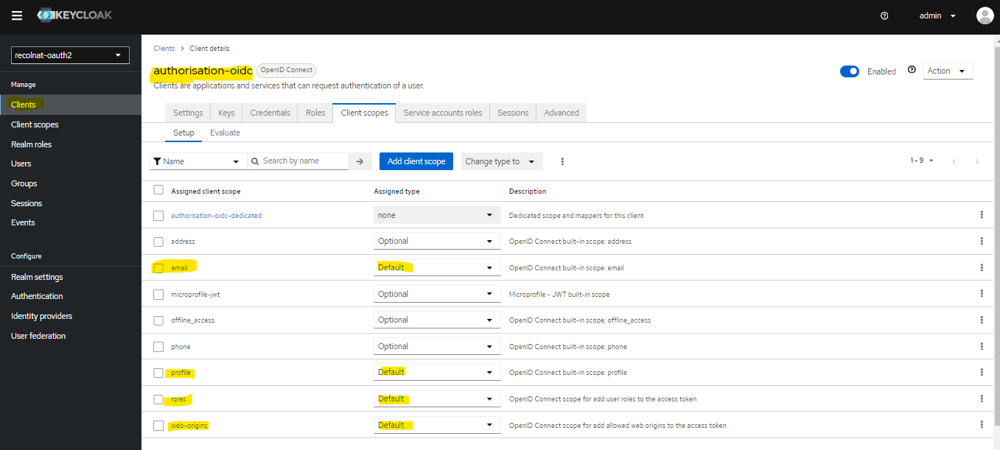 KEYCLOAK
admin
recolnat-oauth2
Manage
Clients
Client scopes
Realm roles
Users
Groups
Sessions
Events
Configure
Realm settings
Authentication
Identity providers
User federation
Clients > Client details
authorisation-oidc OpenID Connect
Enabled Action
Clients are applications and services that can request authentication of a user.
Settings Keys Credentials Roles Client scopes Service accounts roles Sessions Advanced
Setup Evaluate
Name Search by name Add client scope Change type to 1 - 9
Assigned client scope Assigned type Description
authorisation-oidc-dedicated none Dedicated scope and mappers for this client
address Optional OpenID Connect built-in scope: address
email Default OpenID Connect built-in scope: email
microprofile-jwt Optional Microprofile - JWT built-in scope
offline_access Optional OpenID Connect built-in scope: offline_access
phone Optional OpenID Connect built-in scope: phone
profile Default OpenID Connect built-in scope: profile
roles Default OpenID Connect scope for add user roles to the access token
web-origins Default OpenID Connect scope for add allowed web origins to the access token